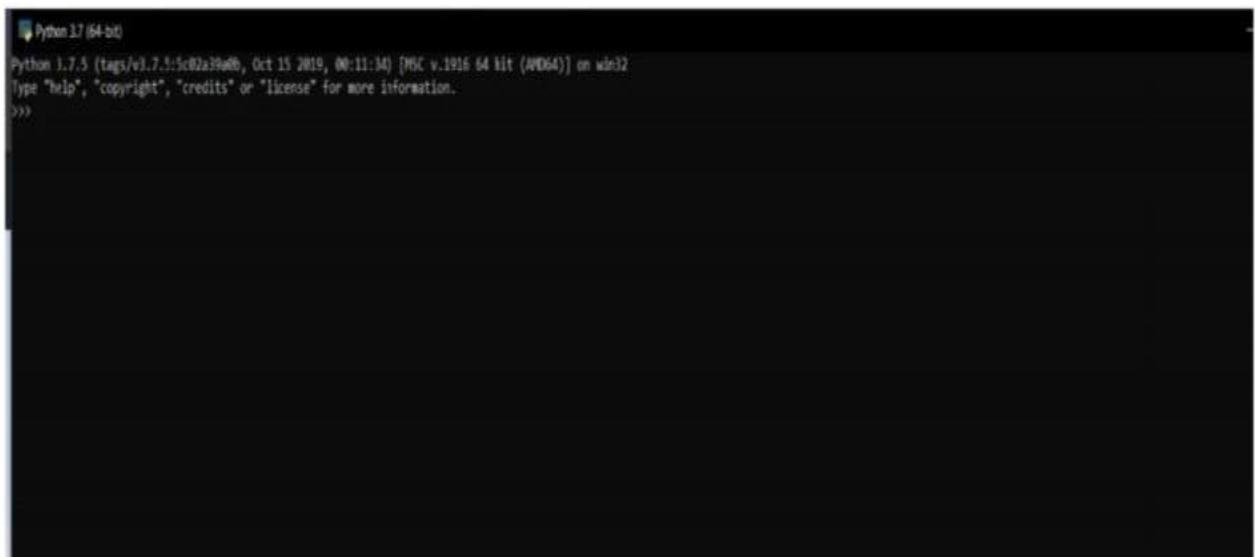 Python 3.7 (64-bit)
Python 3.7.5 (tags/v3.7.5:5c02a39a0b, Oct 15 2019, 00:11:34) [MSC v.1916 64 bit (AMD64)] on win32
Type "help", "copyright", "credits" or "license" for more information.
>>>